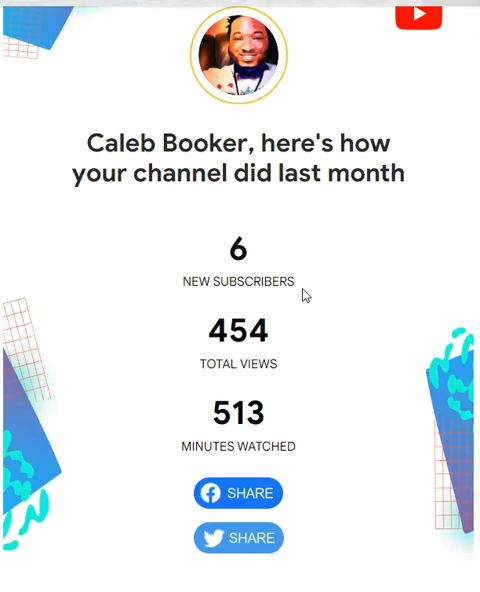 Caleb Booker, here's how
your channel did last month
6
NEW SUBSCRIBERS
454
TOTAL VIEWS
513
MINUTES WATCHED
SHARE
SHARE